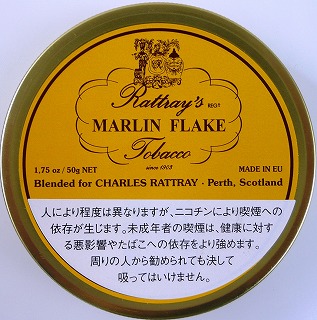 Rattray's REG'D
MARLIN FLAKE
Tobacco
since 1903
1,75 oz / 50g NET
MADE IN EU
Blended for CHARLES RATTRAY · Perth, Scotland
人により程度は異なりますが、ニコチンにより喫煙への
依存が生じます。未成年者の喫煙は、健康に対す
る悪影響やたばこへの依存をより強めます。
周りの人から勧められても決して
吸ってはいけません。